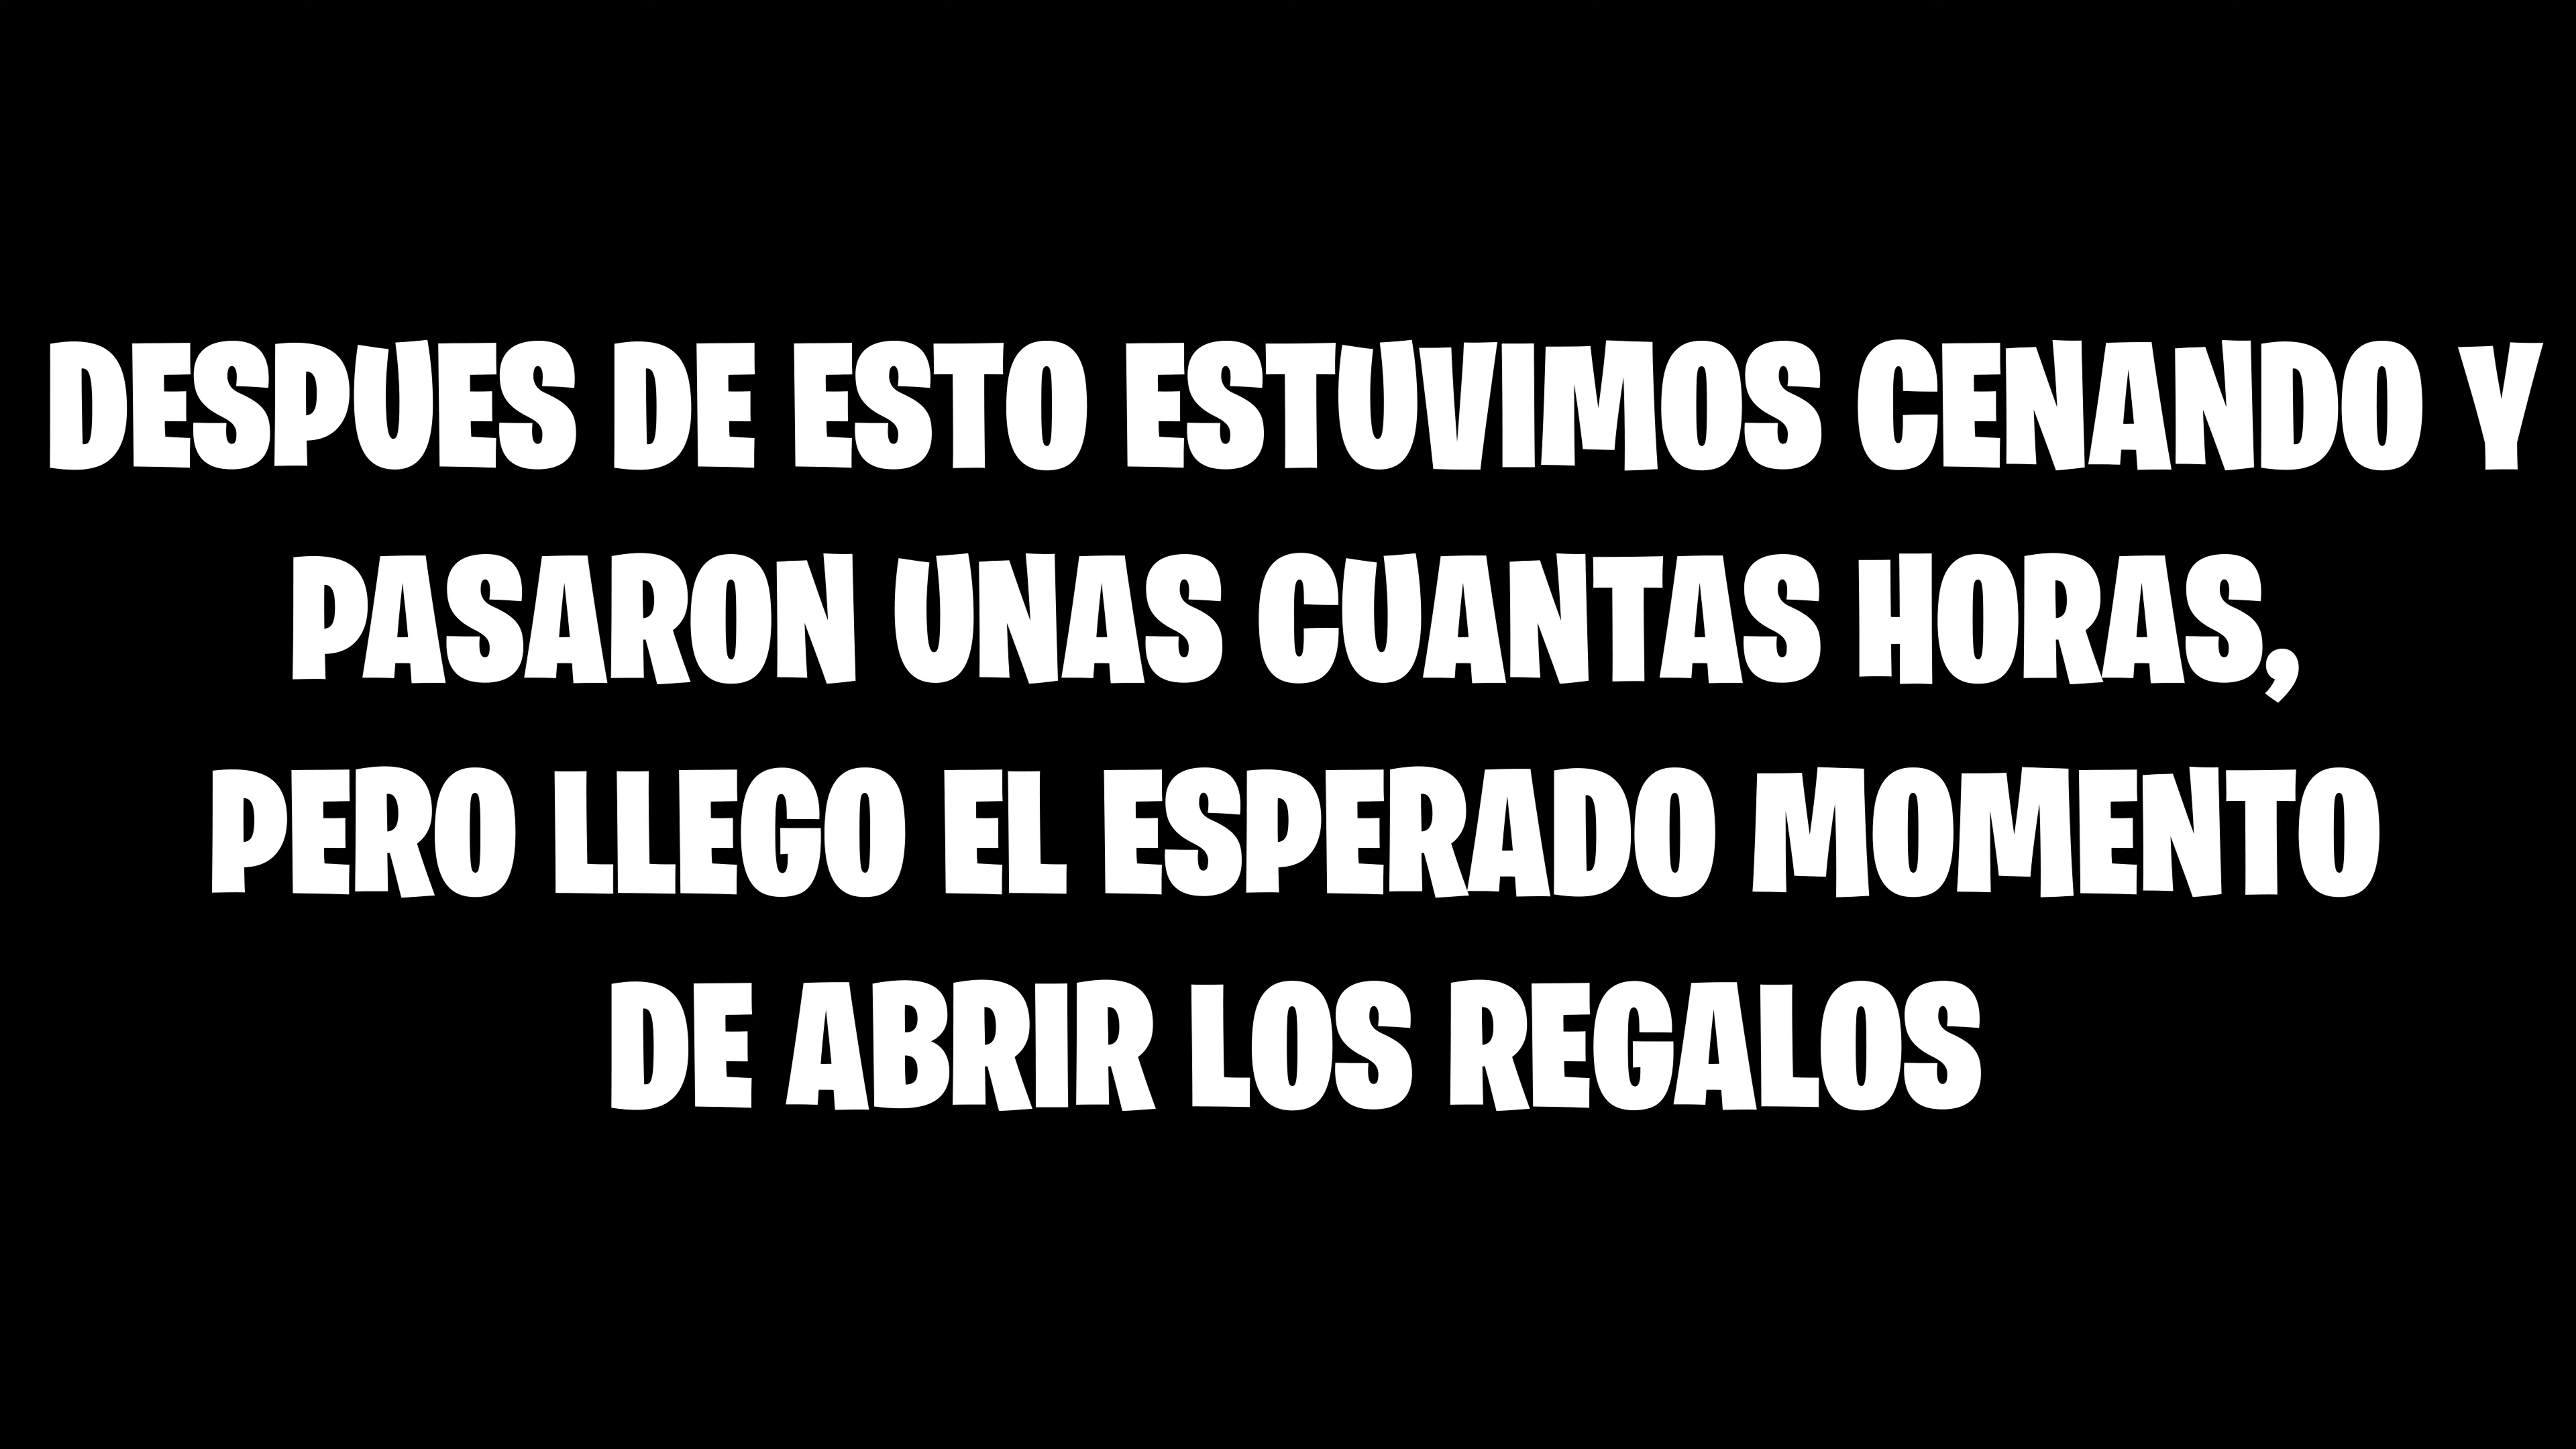 DESPUES DE ESTO ESTUVIMOS CENANDO Y
PASARON UNAS CUANTAS HORAS,
PERO LLEGO EL ESPERADO MOMENTO
DE ABRIR LOS REGALOS